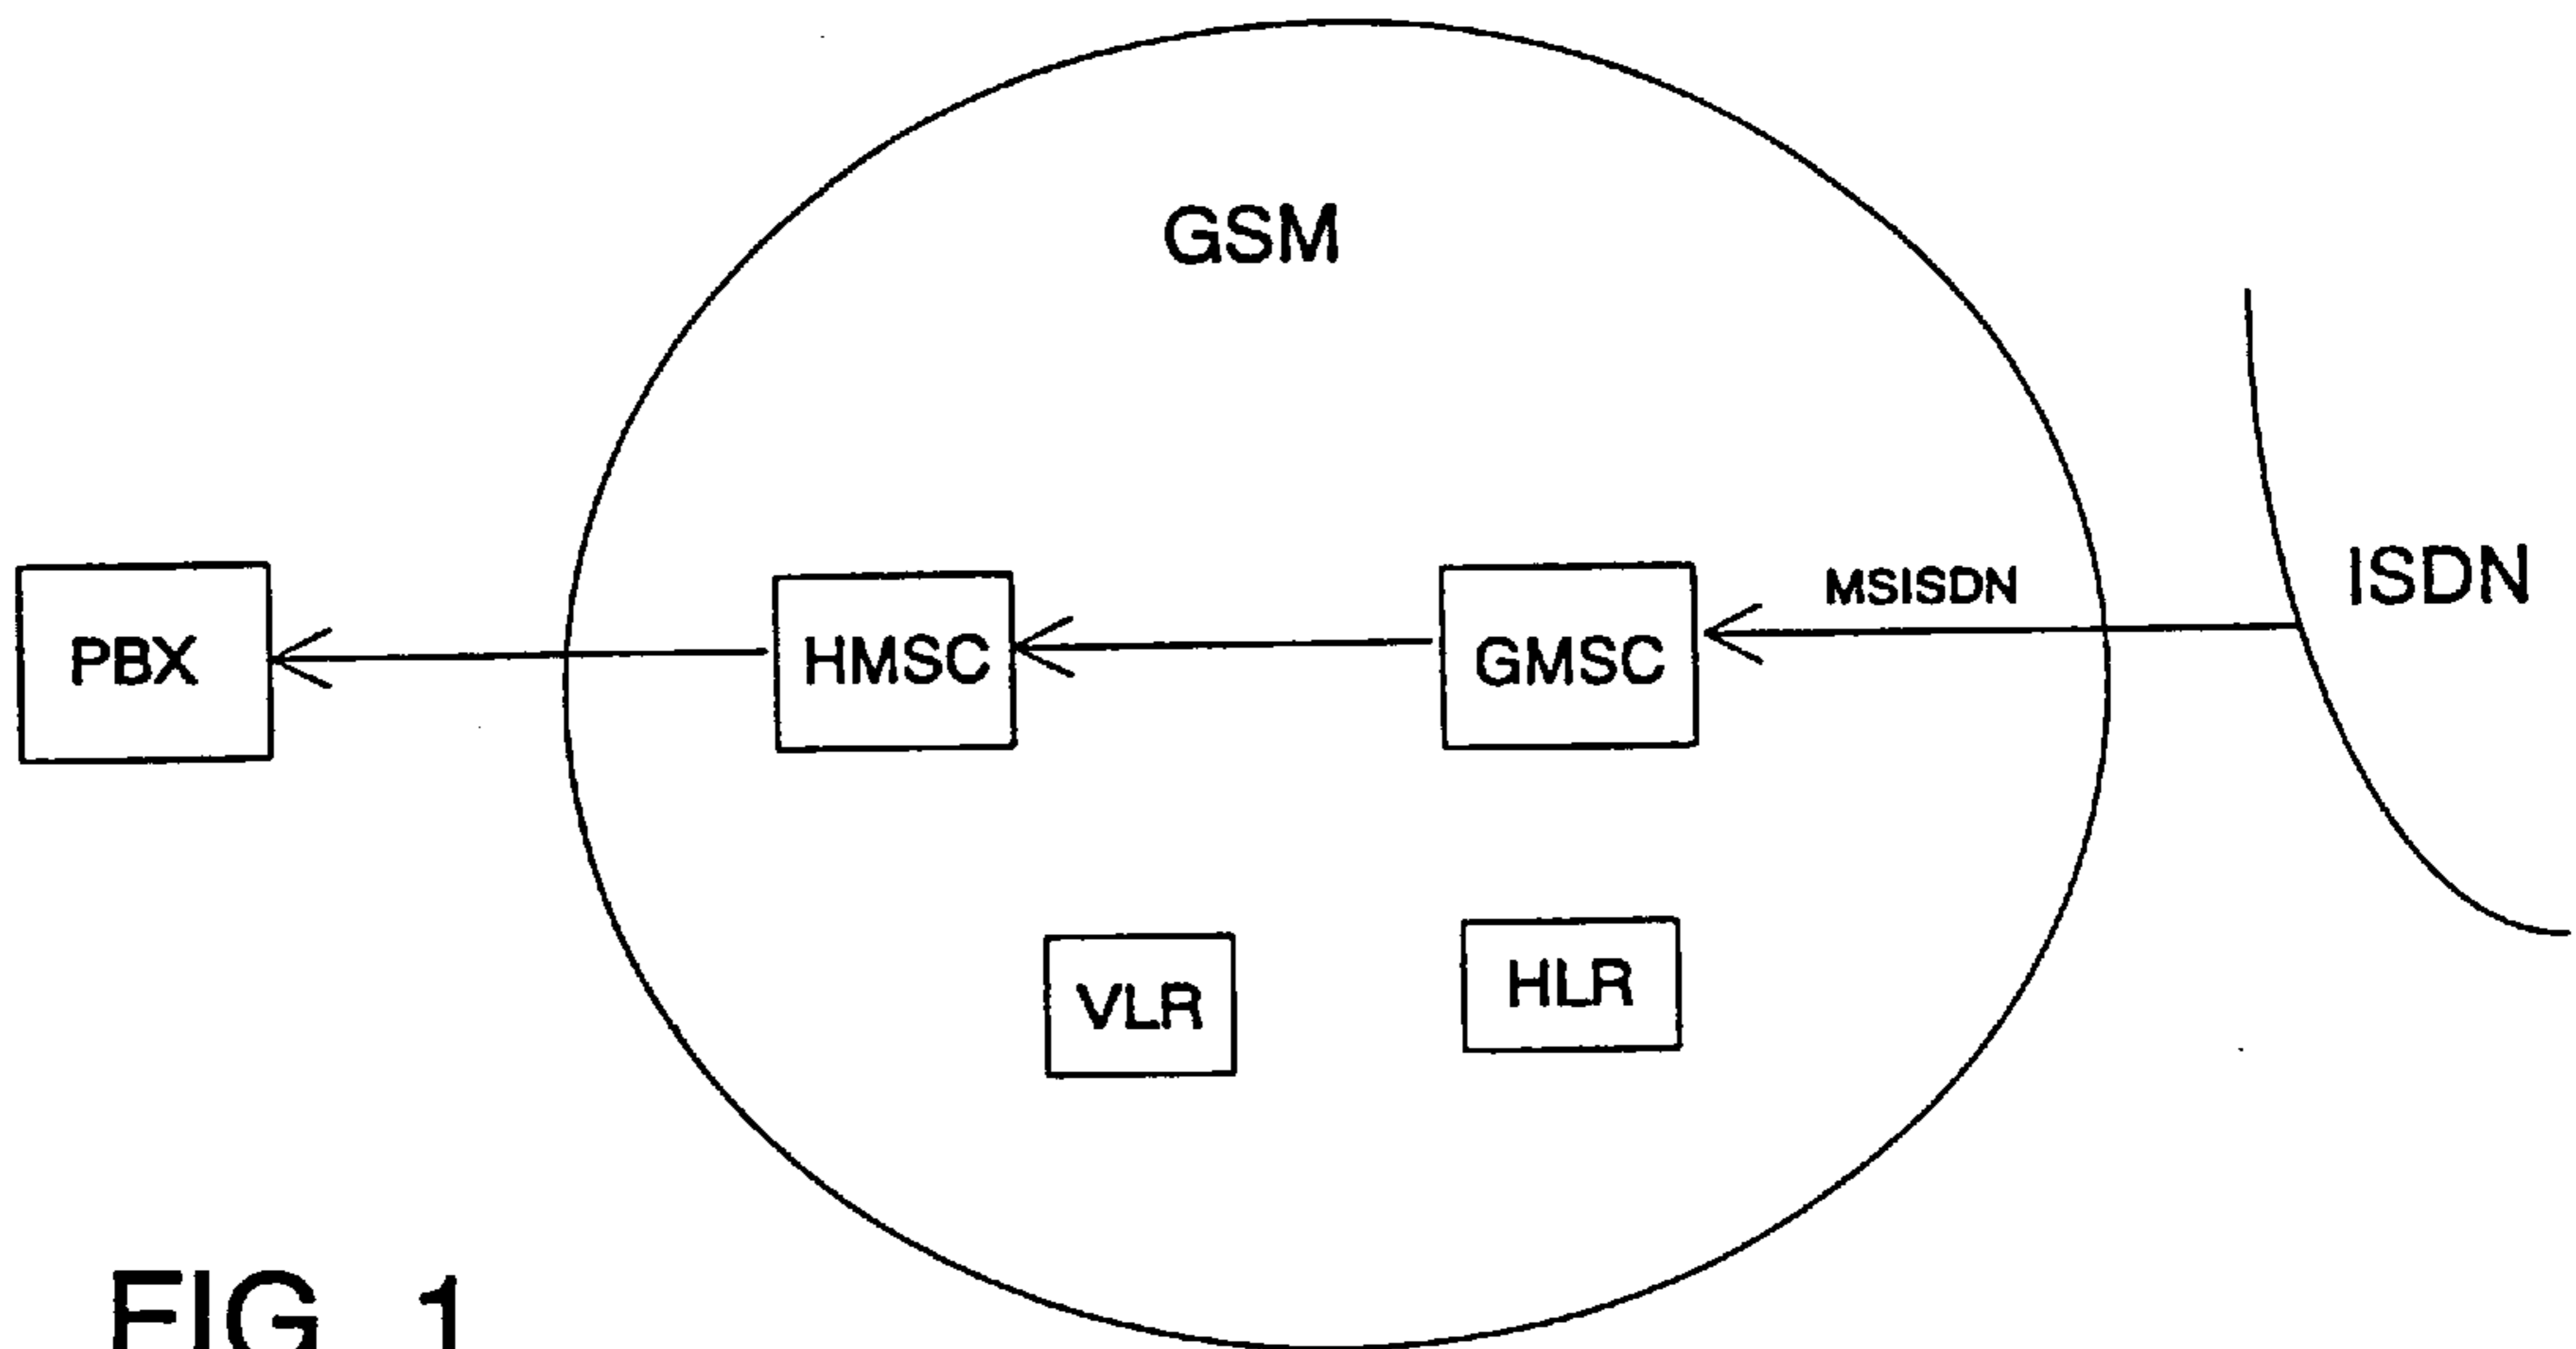 GSM
ISDN
MSISDN
PBX
HMSC
GMSC
VLR
HLR
FIG. 1